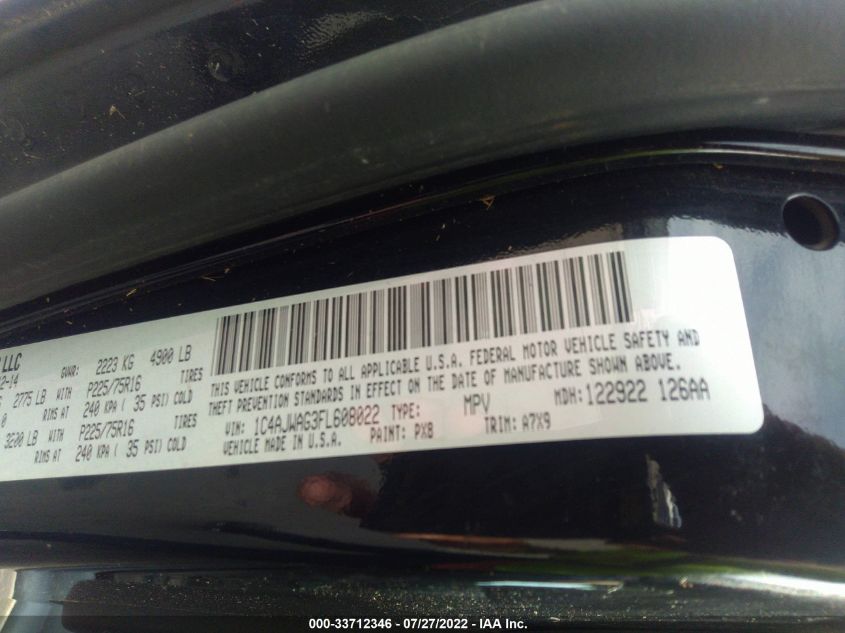 LLC
2-14
GVWR: 2223 KG 4900 LB
2775 LB WITH P225/75R16 TIRES
RIMS AT 240 KPA ( 35 PSI) COLD
3200 LB WITH P225/75R16 TIRES
RIMS AT 240 KPA ( 35 PSI) COLD
THIS VEHICLE CONFORMS TO ALL APPLICABLE U.S.A. FEDERAL MOTOR VEHICLE SAFETY AND
THEFT PREVENTION STANDARDS IN EFFECT ON THE DATE OF MANUFACTURE SHOWN ABOVE.
VIN: 1C4AJWAG3FL608022 TYPE: MPV MDH: 122922 126AA
VEHICLE MADE IN U.S.A. PAINT: PX8 TRIM: A7X9
000-33712346 - 07/27/2022 - IAA Inc.